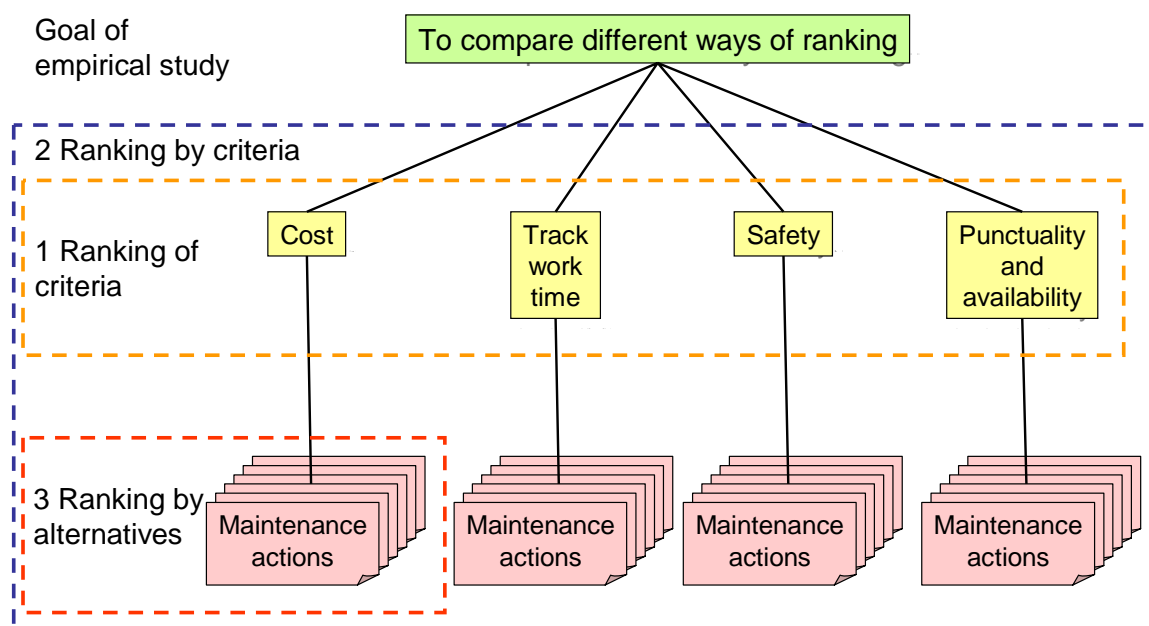 Goal of
empirical study
To compare different ways of ranking
2 Ranking by criteria
1 Ranking of
criteria
Cost
Track
work
time
Safety
Punctuality
and
availability
3 Ranking by
alternatives
Maintenance
actions
Maintenance
actions
Maintenance
actions
Maintenance
actions